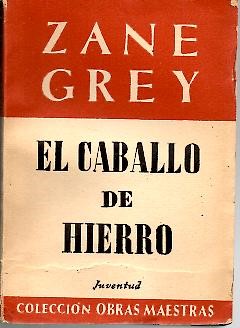 ZANE
GREY
EL CABALLO
DE
HIERRO
Juventud
COLECCIÓN OBRAS MAESTRAS